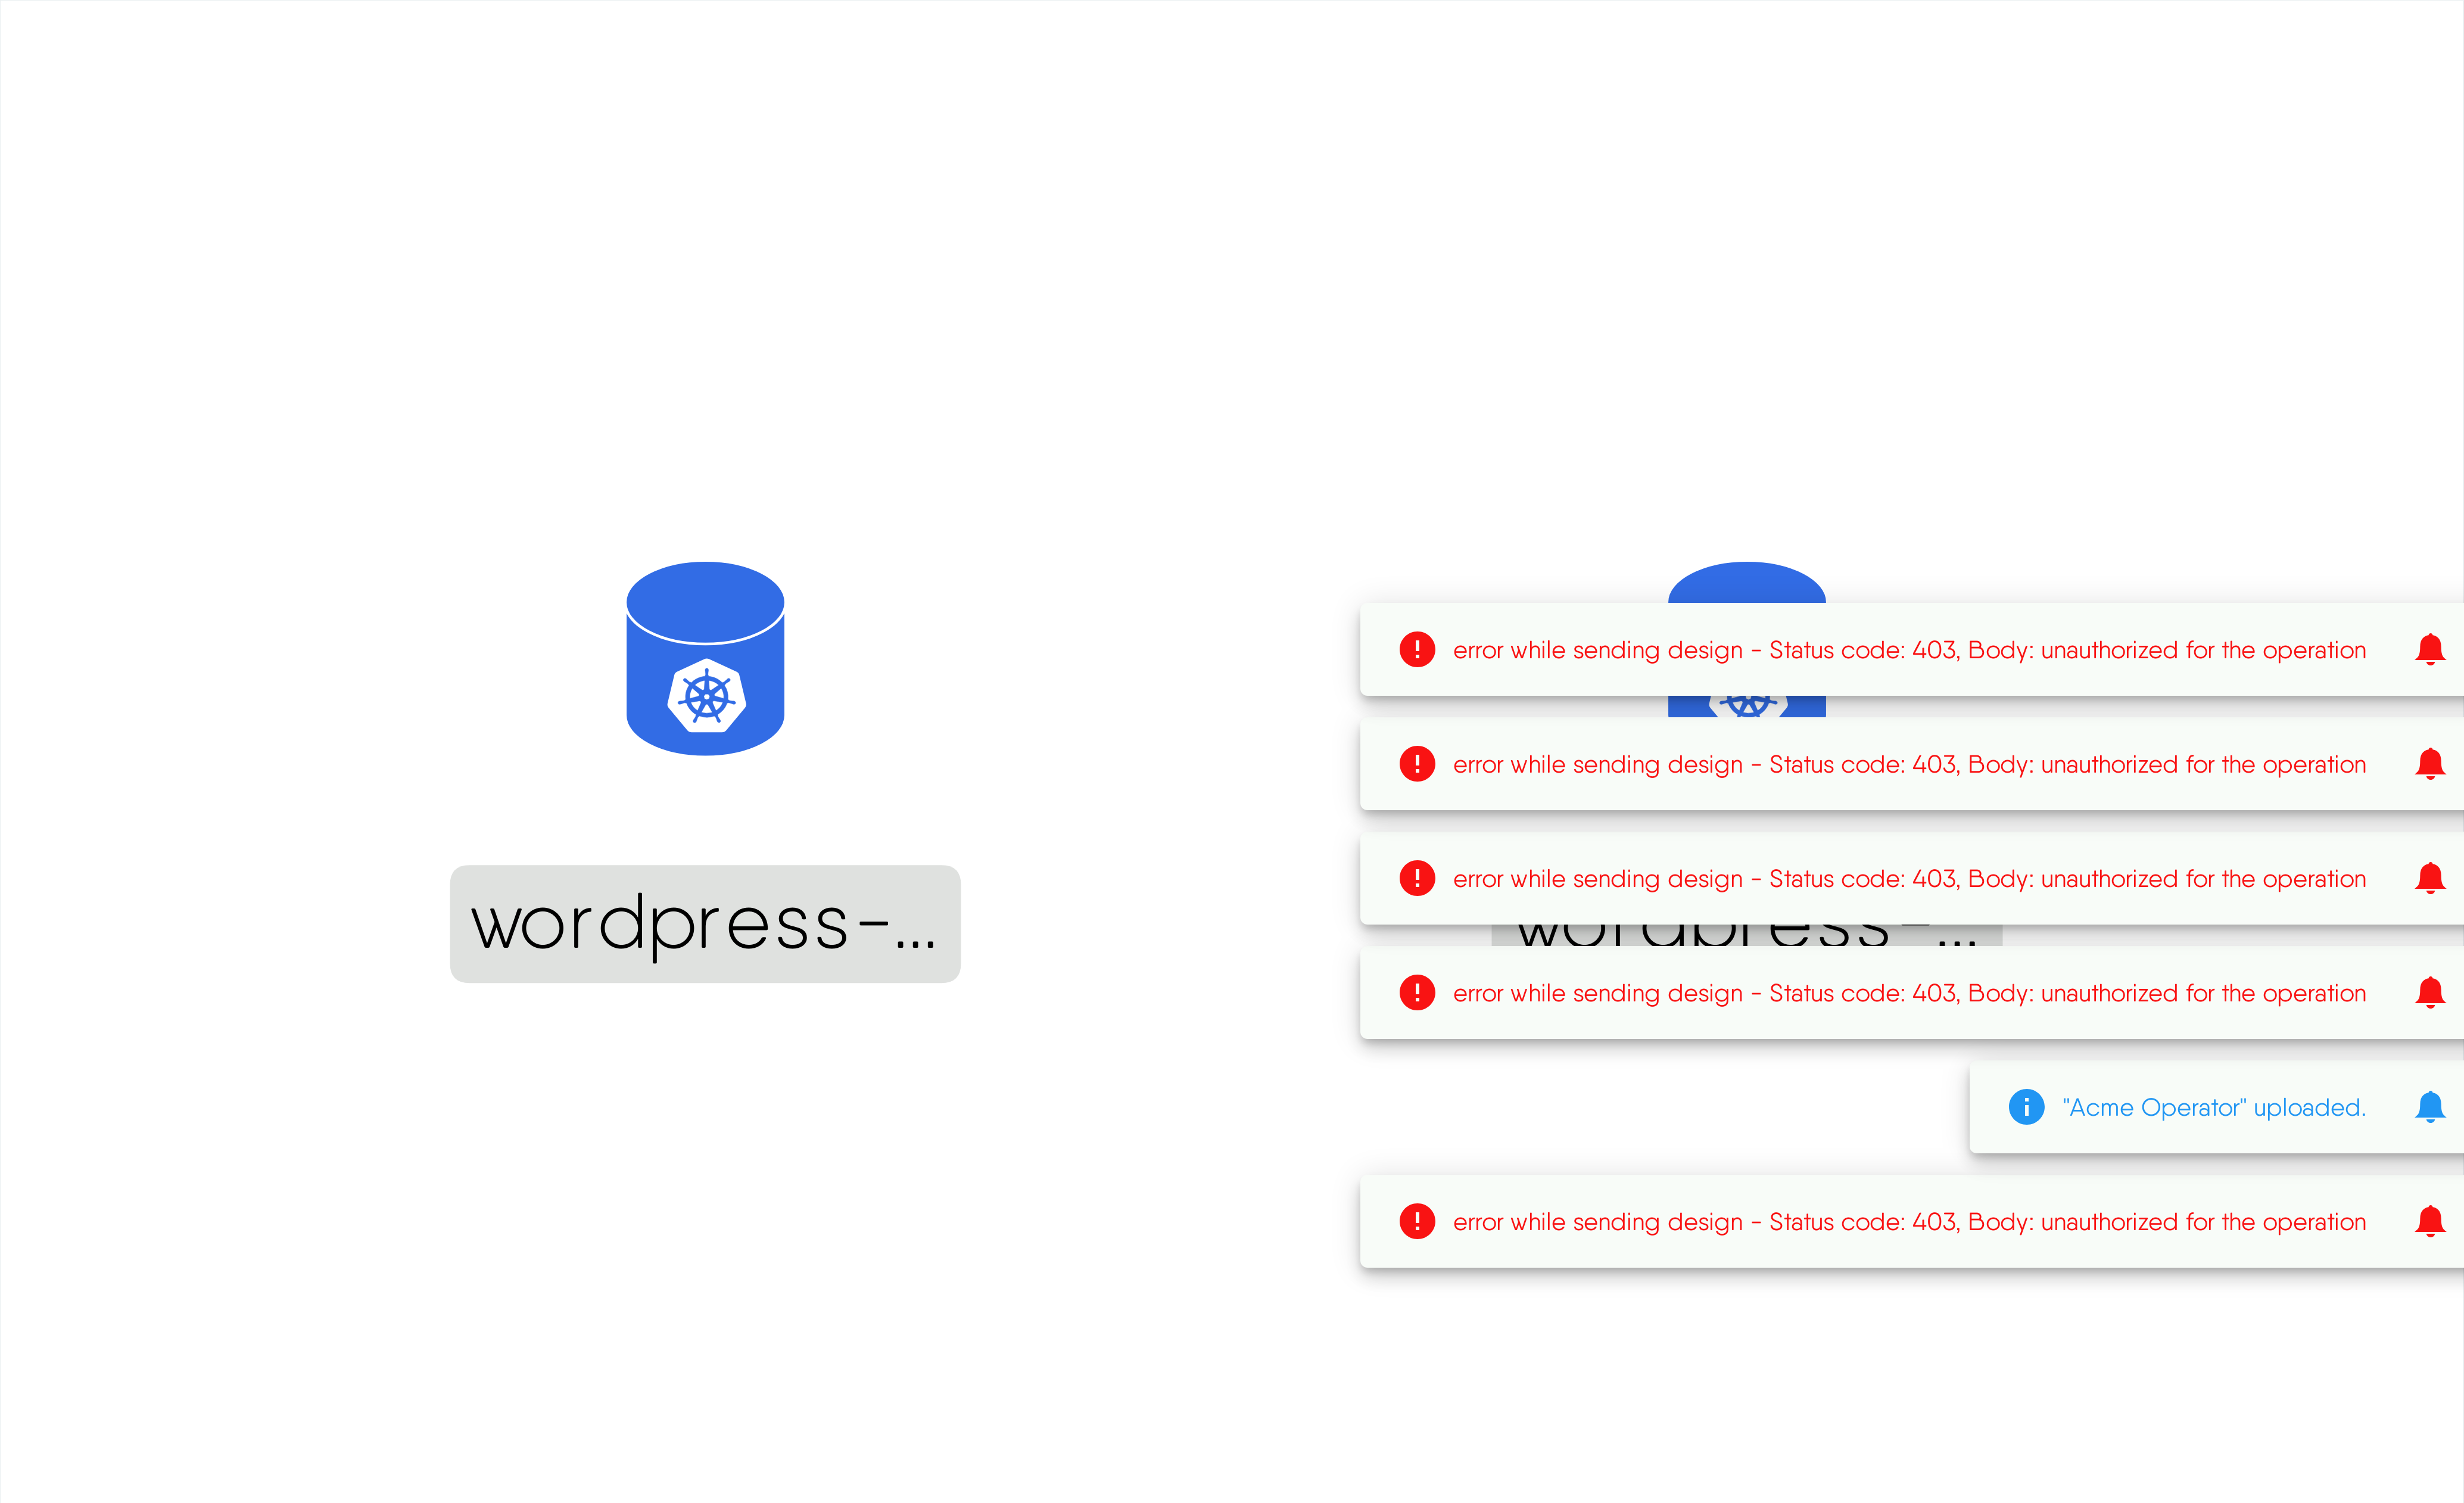 wordpress-...
error while sending design - Status code: 403, Body: unauthorized for the operation
error while sending design - Status code: 403, Body: unauthorized for the operation
error while sending design - Status code: 403, Body: unauthorized for the operation
wordpress-...
error while sending design - Status code: 403, Body: unauthorized for the operation
"Acme Operator" uploaded.
error while sending design - Status code: 403, Body: unauthorized for the operation